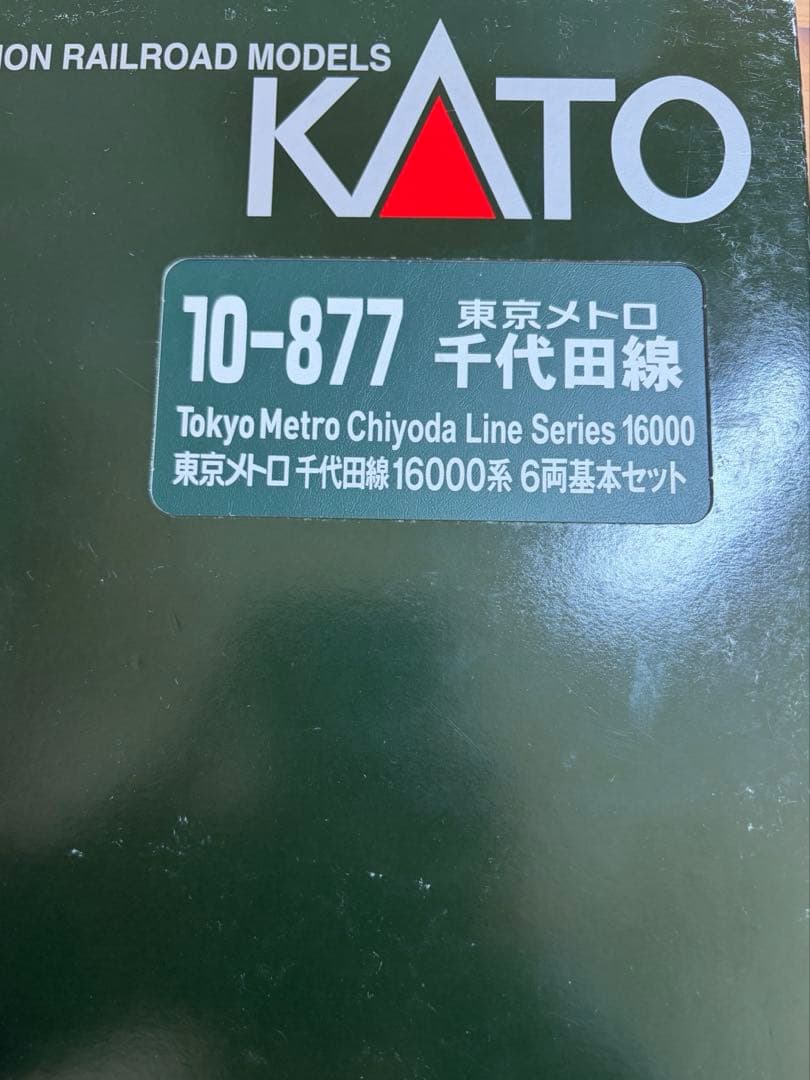 ION RAILROAD MODELS
KATO
10-877 東京メトロ 千代田線
Tokyo Metro Chiyoda Line Series 16000
東京メトロ 千代田線16000系 6両基本セット